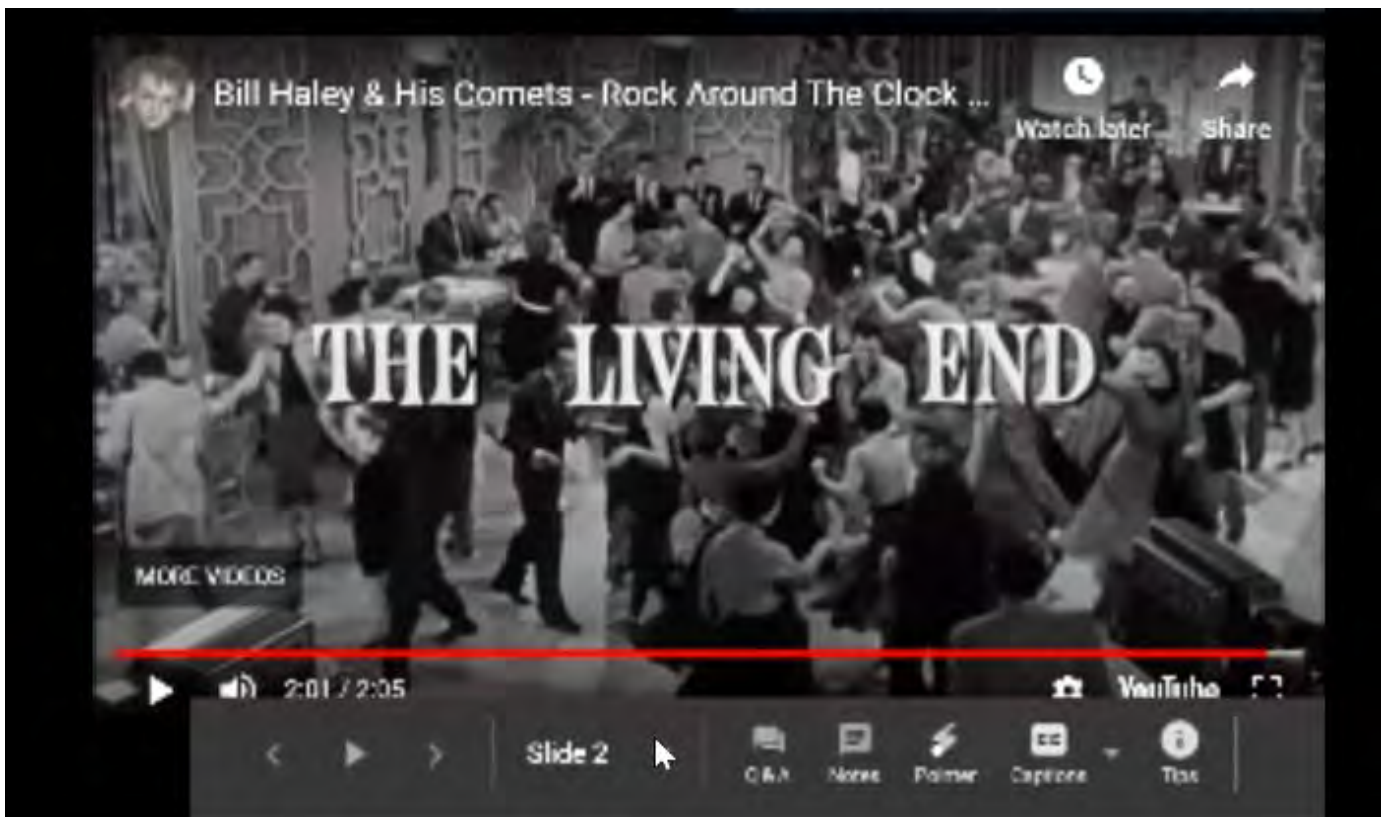 Bill Haley & His Comets - Rock Around The Clock ...
Watch later
Share
THE LIVING END
MORE VIDEOS
2:01 / 2:05
YouTube
Slide 2
Q&A
Notes
Pointer
CC
Captions
Tips